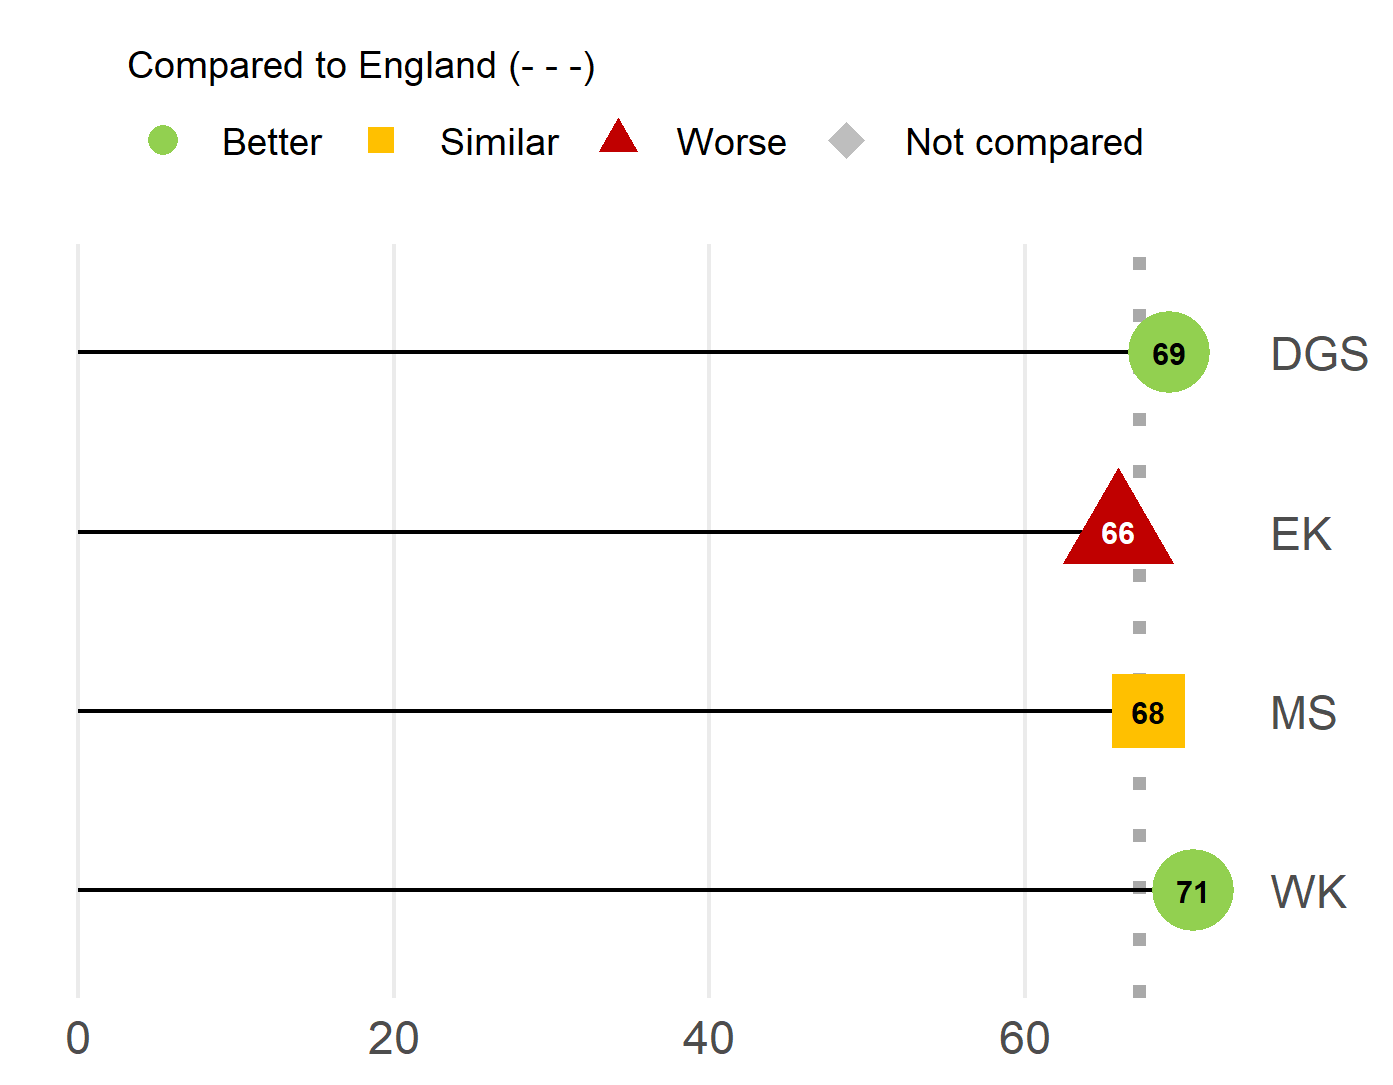 Compared to England (- - -)
Better Similar Worse Not compared
69 DGS
66 EK
68 MS
71 WK
0 20 40 60